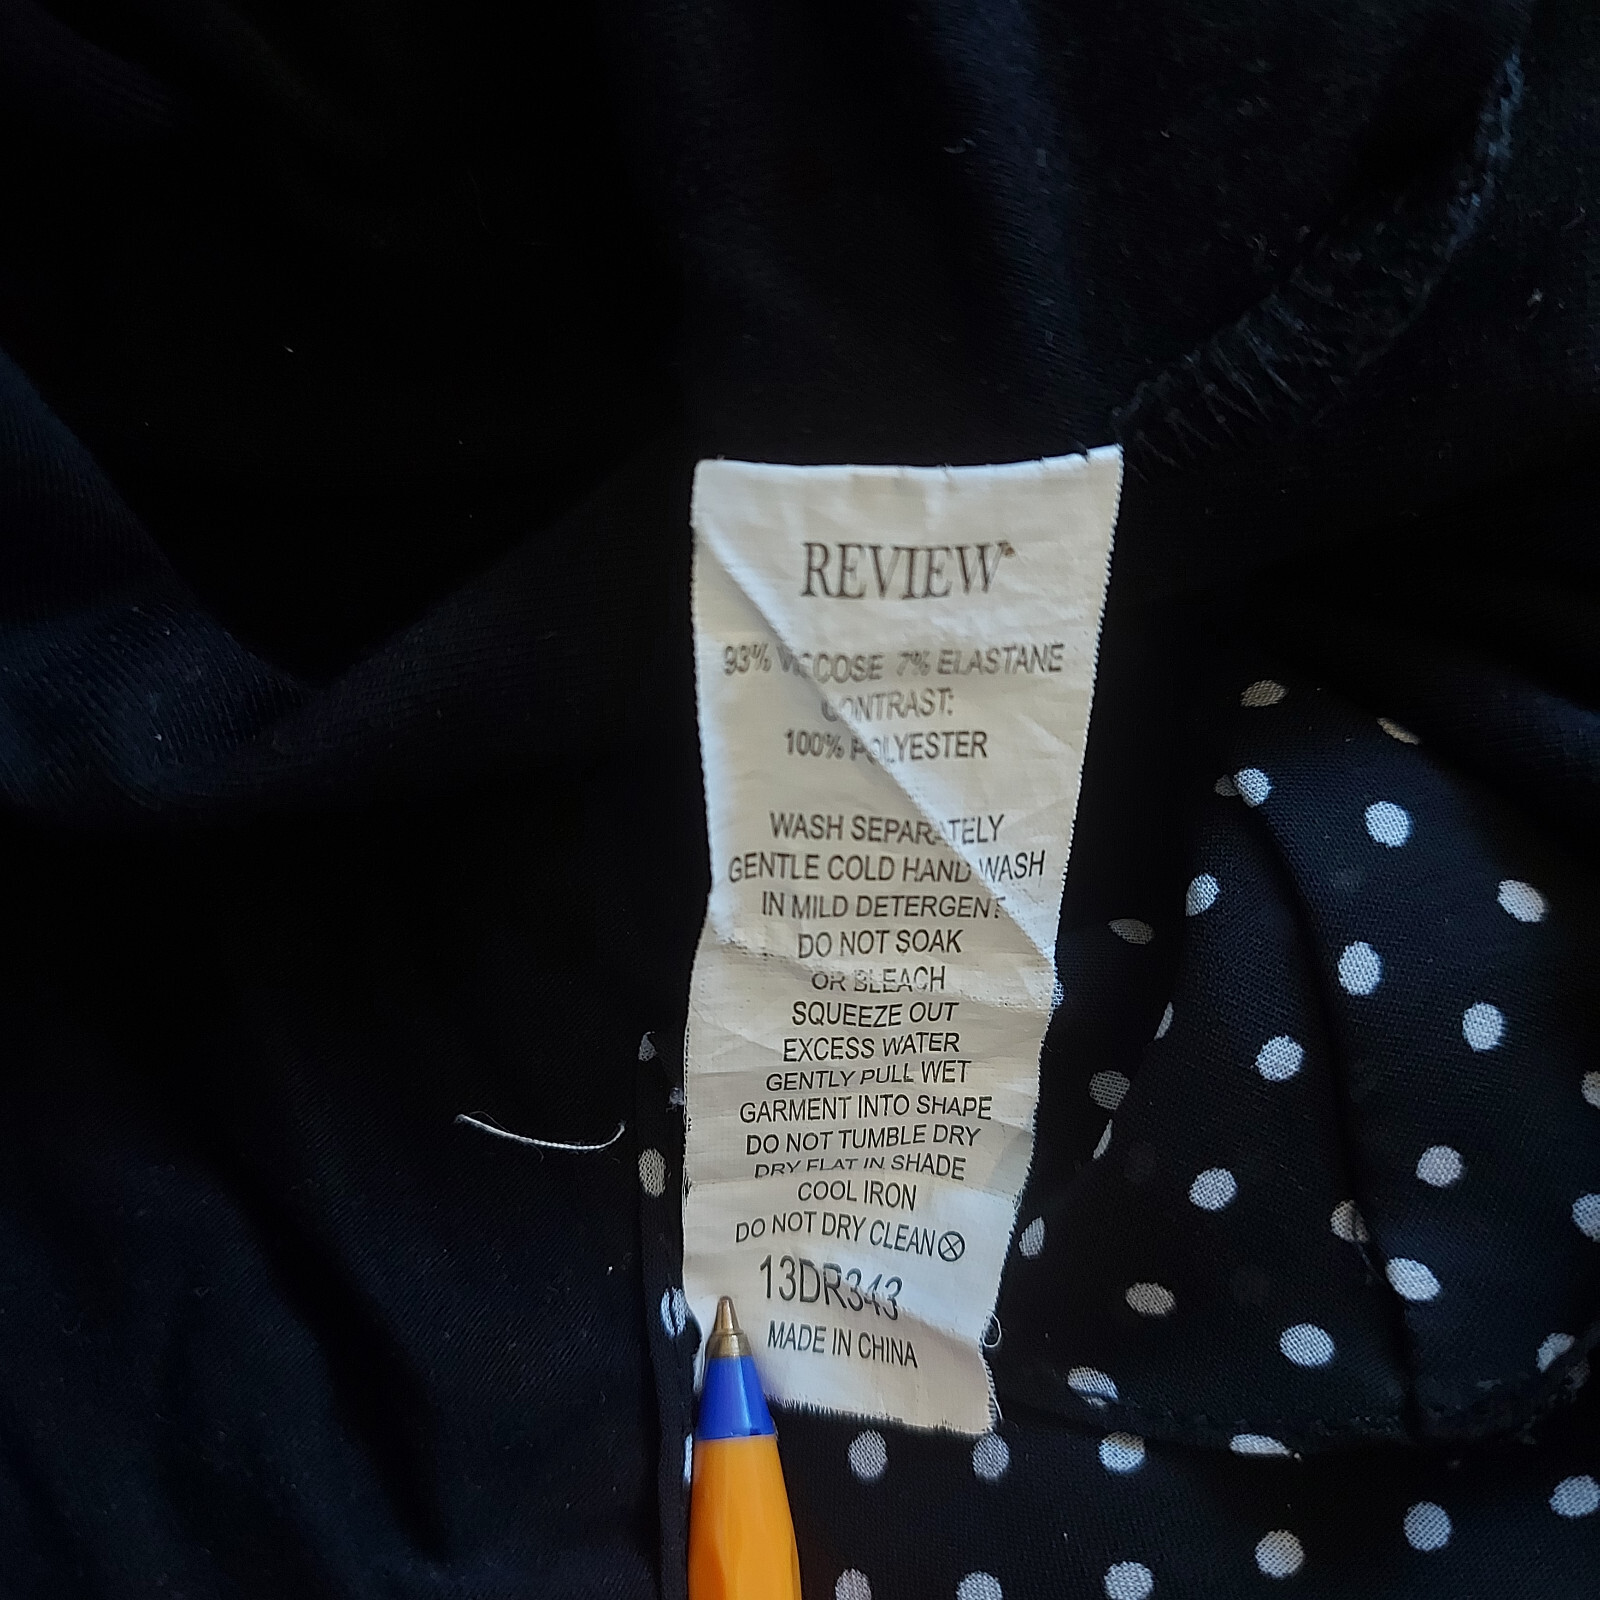 REVIEW
93% VISCOSE 7% ELASTANE
CONTRAST:
100% POLYESTER
WASH SEPARATELY
GENTLE COLD HAND WASH
IN MILD DETERGENT
DO NOT SOAK
OR BLEACH
SQUEEZE OUT
EXCESS WATER
GENTLY PULL WET
GARMENT INTO SHAPE
DO NOT TUMBLE DRY
DRY FLAT IN SHADE
COOL IRON
DO NOT DRY CLEAN
13DR343
MADE IN CHINA